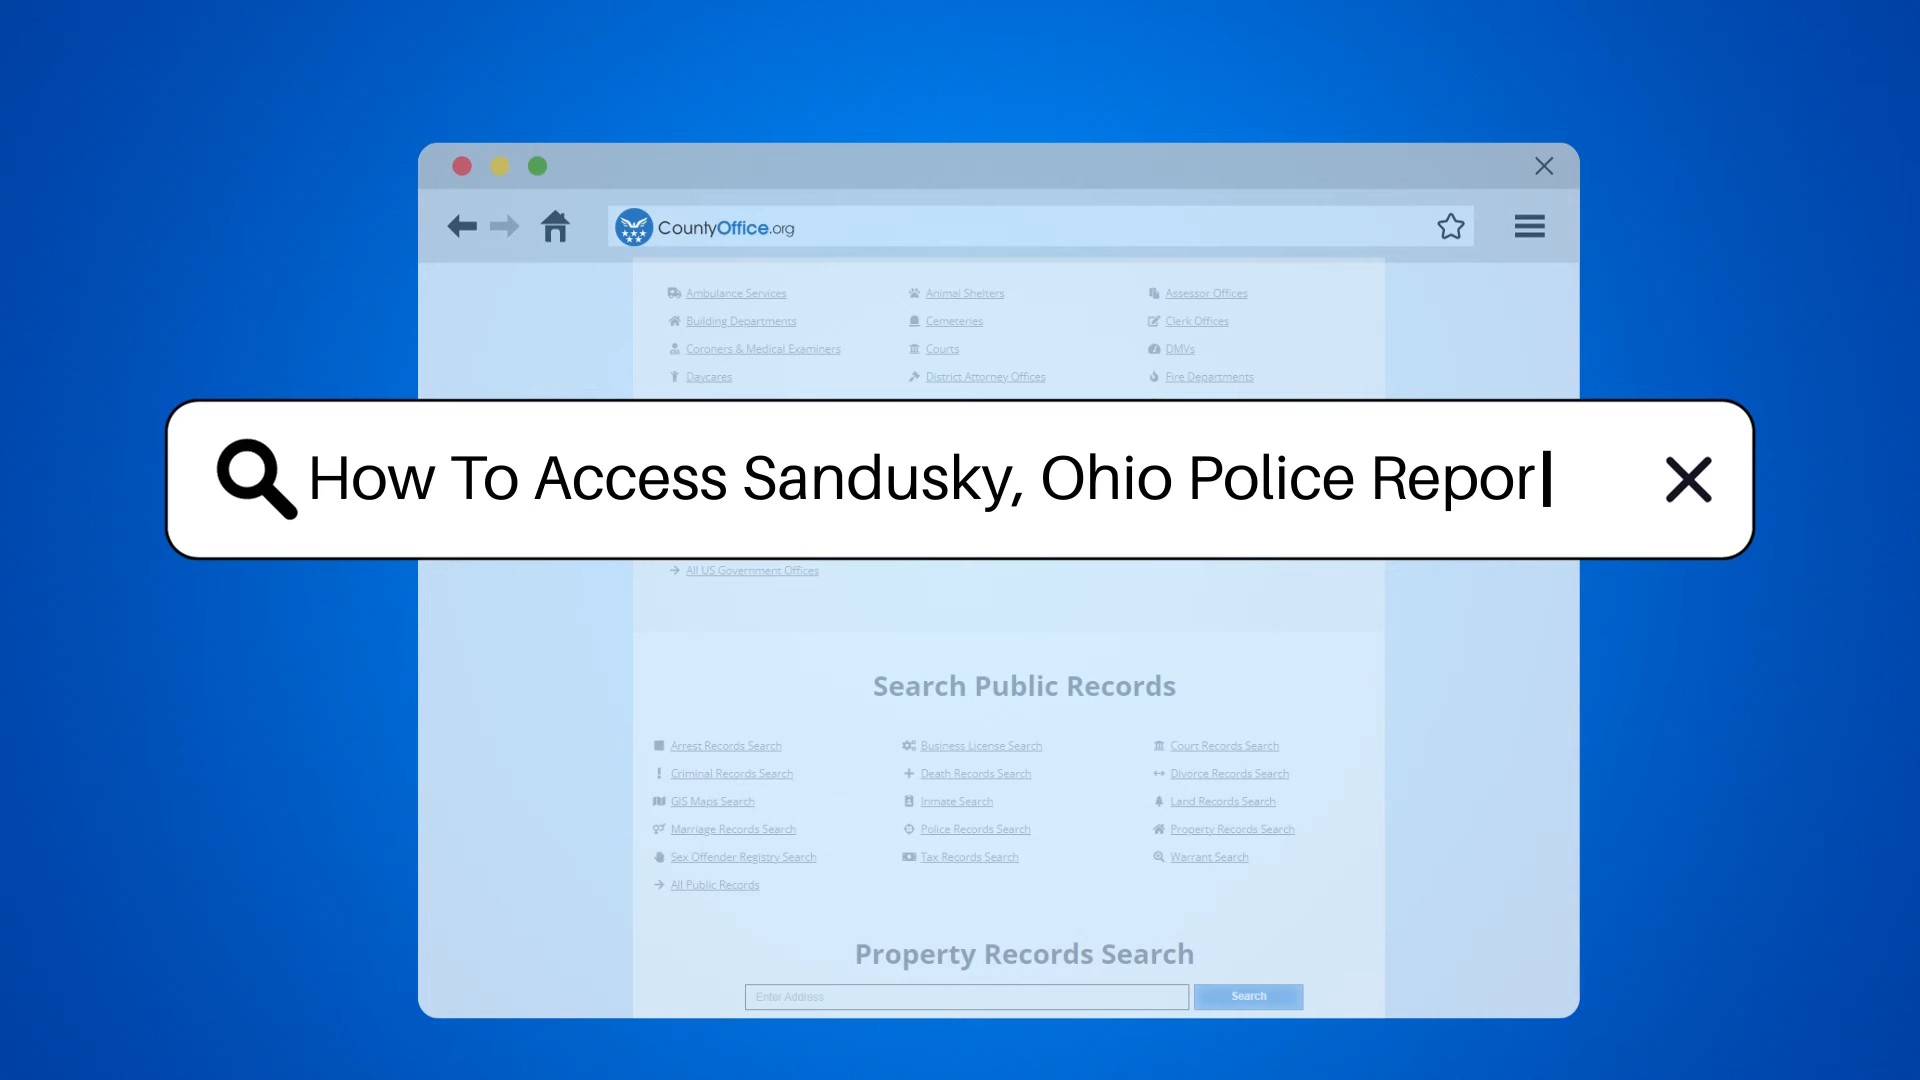 CountyOffice.org
Ambulance Services Animal Shelters Assessor Offices
Building Departments Cemeteries Clerk Offices
Coroners & Medical Examiners Courts DMVs
Daycares District Attorney Offices Fire Departments
How To Access Sandusky, Ohio Police Repor
All US Government Offices
Search Public Records
Arrest Records Search Business License Search Court Records Search
Criminal Records Search Death Records Search Divorce Records Search
GIS Maps Search Inmate Search Land Records Search
Marriage Records Search Police Records Search Property Records Search
Sex Offender Registry Search Tax Records Search Warrant Search
All Public Records
Property Records Search
Enter Address Search